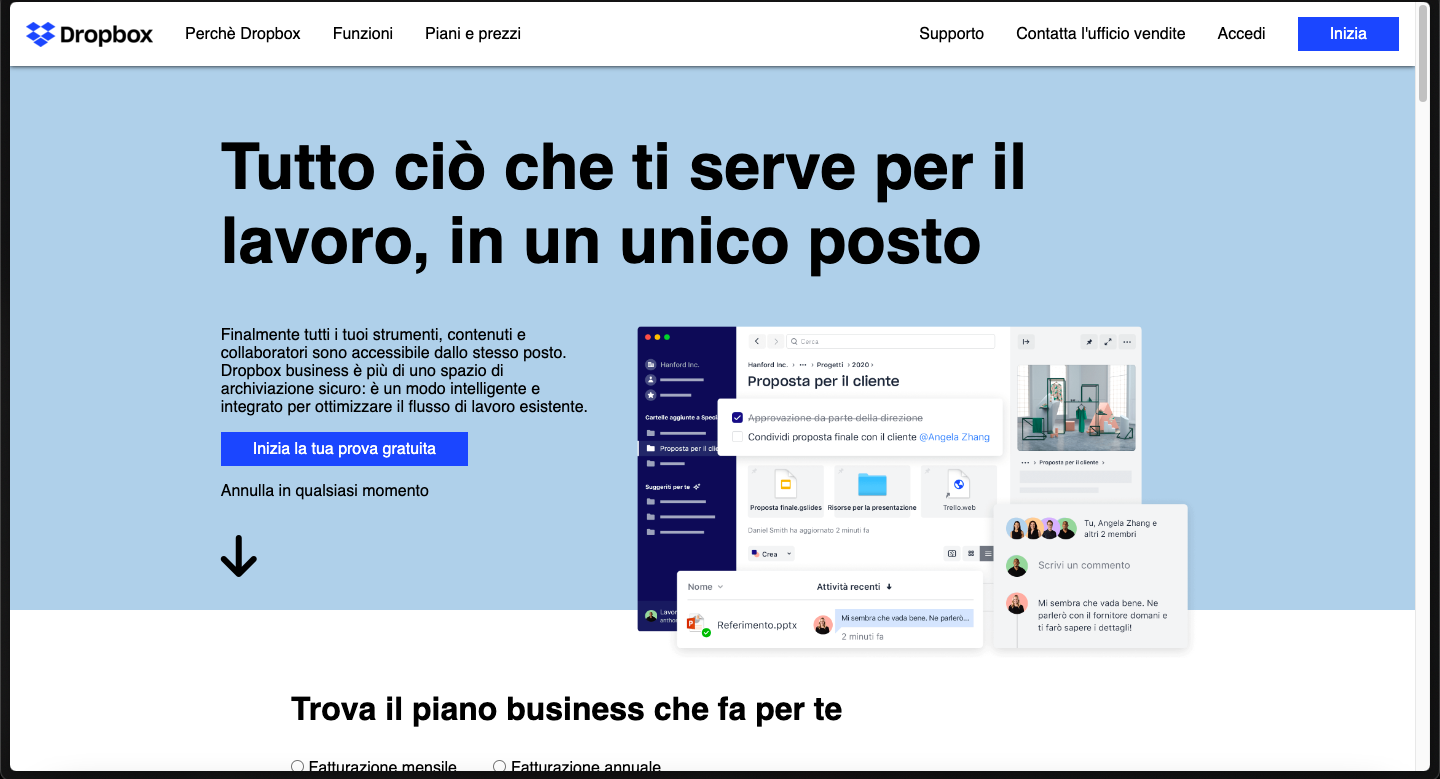 Dropbox
Perchè Dropbox
Funzioni
Piani e prezzi
Supporto
Contatta l'ufficio vendite
Accedi
Inizia
Tutto ciò che ti serve per il
lavoro, in un unico posto
Finalmente tutti i tuoi strumenti, contenuti e
collaboratori sono accessibile dallo stesso posto.
Dropbox business è più di uno spazio di
archiviazione sicuro: è un modo intelligente e
integrato per ottimizzare il flusso di lavoro esistente.
Inizia la tua prova gratuita
Annulla in qualsiasi momento
Hanford Inc.
Cartelle aggiunte a Speci
Proposta per il clie
Suggeriti per te
Lavor
antho
Cerca
Hanford Inc. › ··· › Progetti › 2020 ›
Proposta per il cliente
Approvazione da parte della direzione
Condividi proposta finale con il cliente @Angela Zhang
Proposta finale.gslides
Risorse per la presentazione
Trello.web
Daniel Smith ha aggiornato 2 minuti fa
Crea
Nome
Attività recenti
Referimento.pptx
Mi sembra che vada bene. Ne parlerò...
2 minuti fa
··· › Proposta per il cliente ›
Tu, Angela Zhang e
altri 2 membri
Scrivi un commento
Mi sembra che vada bene. Ne
parlerò con il fornitore domani e
ti farò sapere i dettagli!
Trova il piano business che fa per te
Fatturazione mensile
Fatturazione annuale